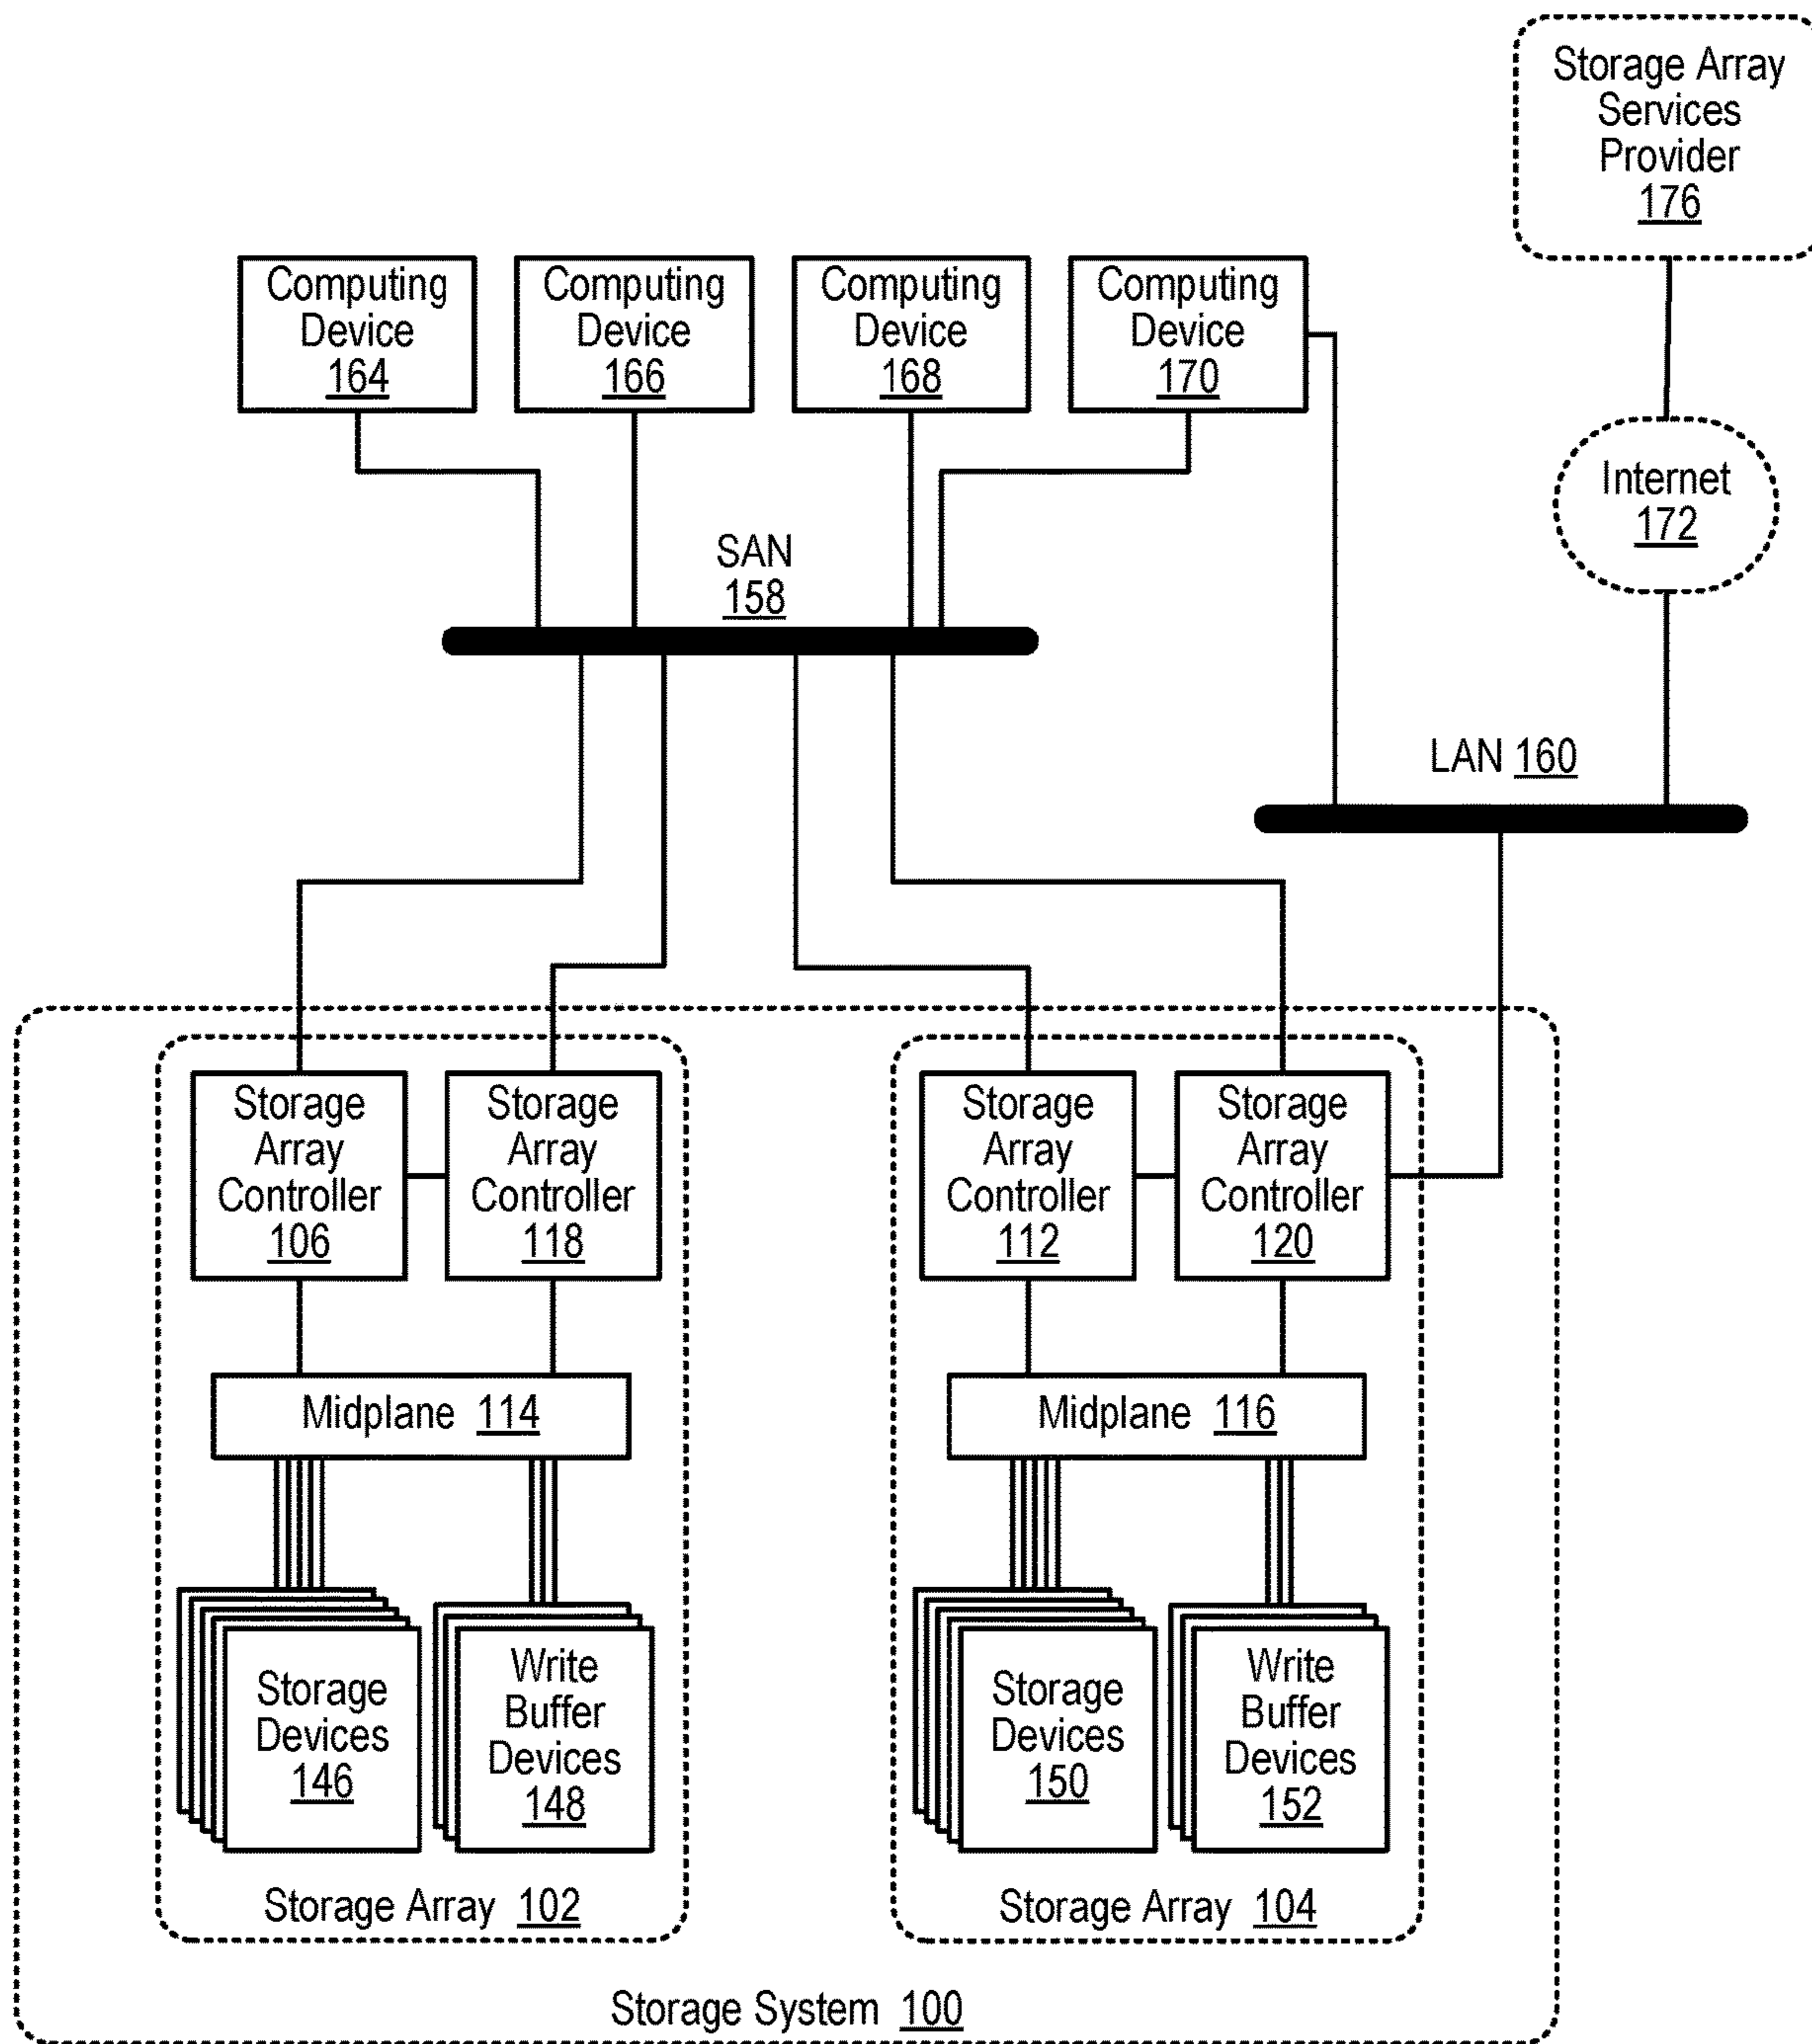 Storage Array
Services
Provider
176
Computing
Device
164
Computing
Device
166
Computing
Device
168
Computing
Device
170
Internet
172
SAN
158
LAN 160
Storage
Array
Controller
106
Storage
Array
Controller
118
Storage
Array
Controller
112
Storage
Array
Controller
120
Midplane 114
Midplane 116
Storage
Devices
146
Write
Buffer
Devices
148
Storage
Devices
150
Write
Buffer
Devices
152
Storage Array 102
Storage Array 104
Storage System 100